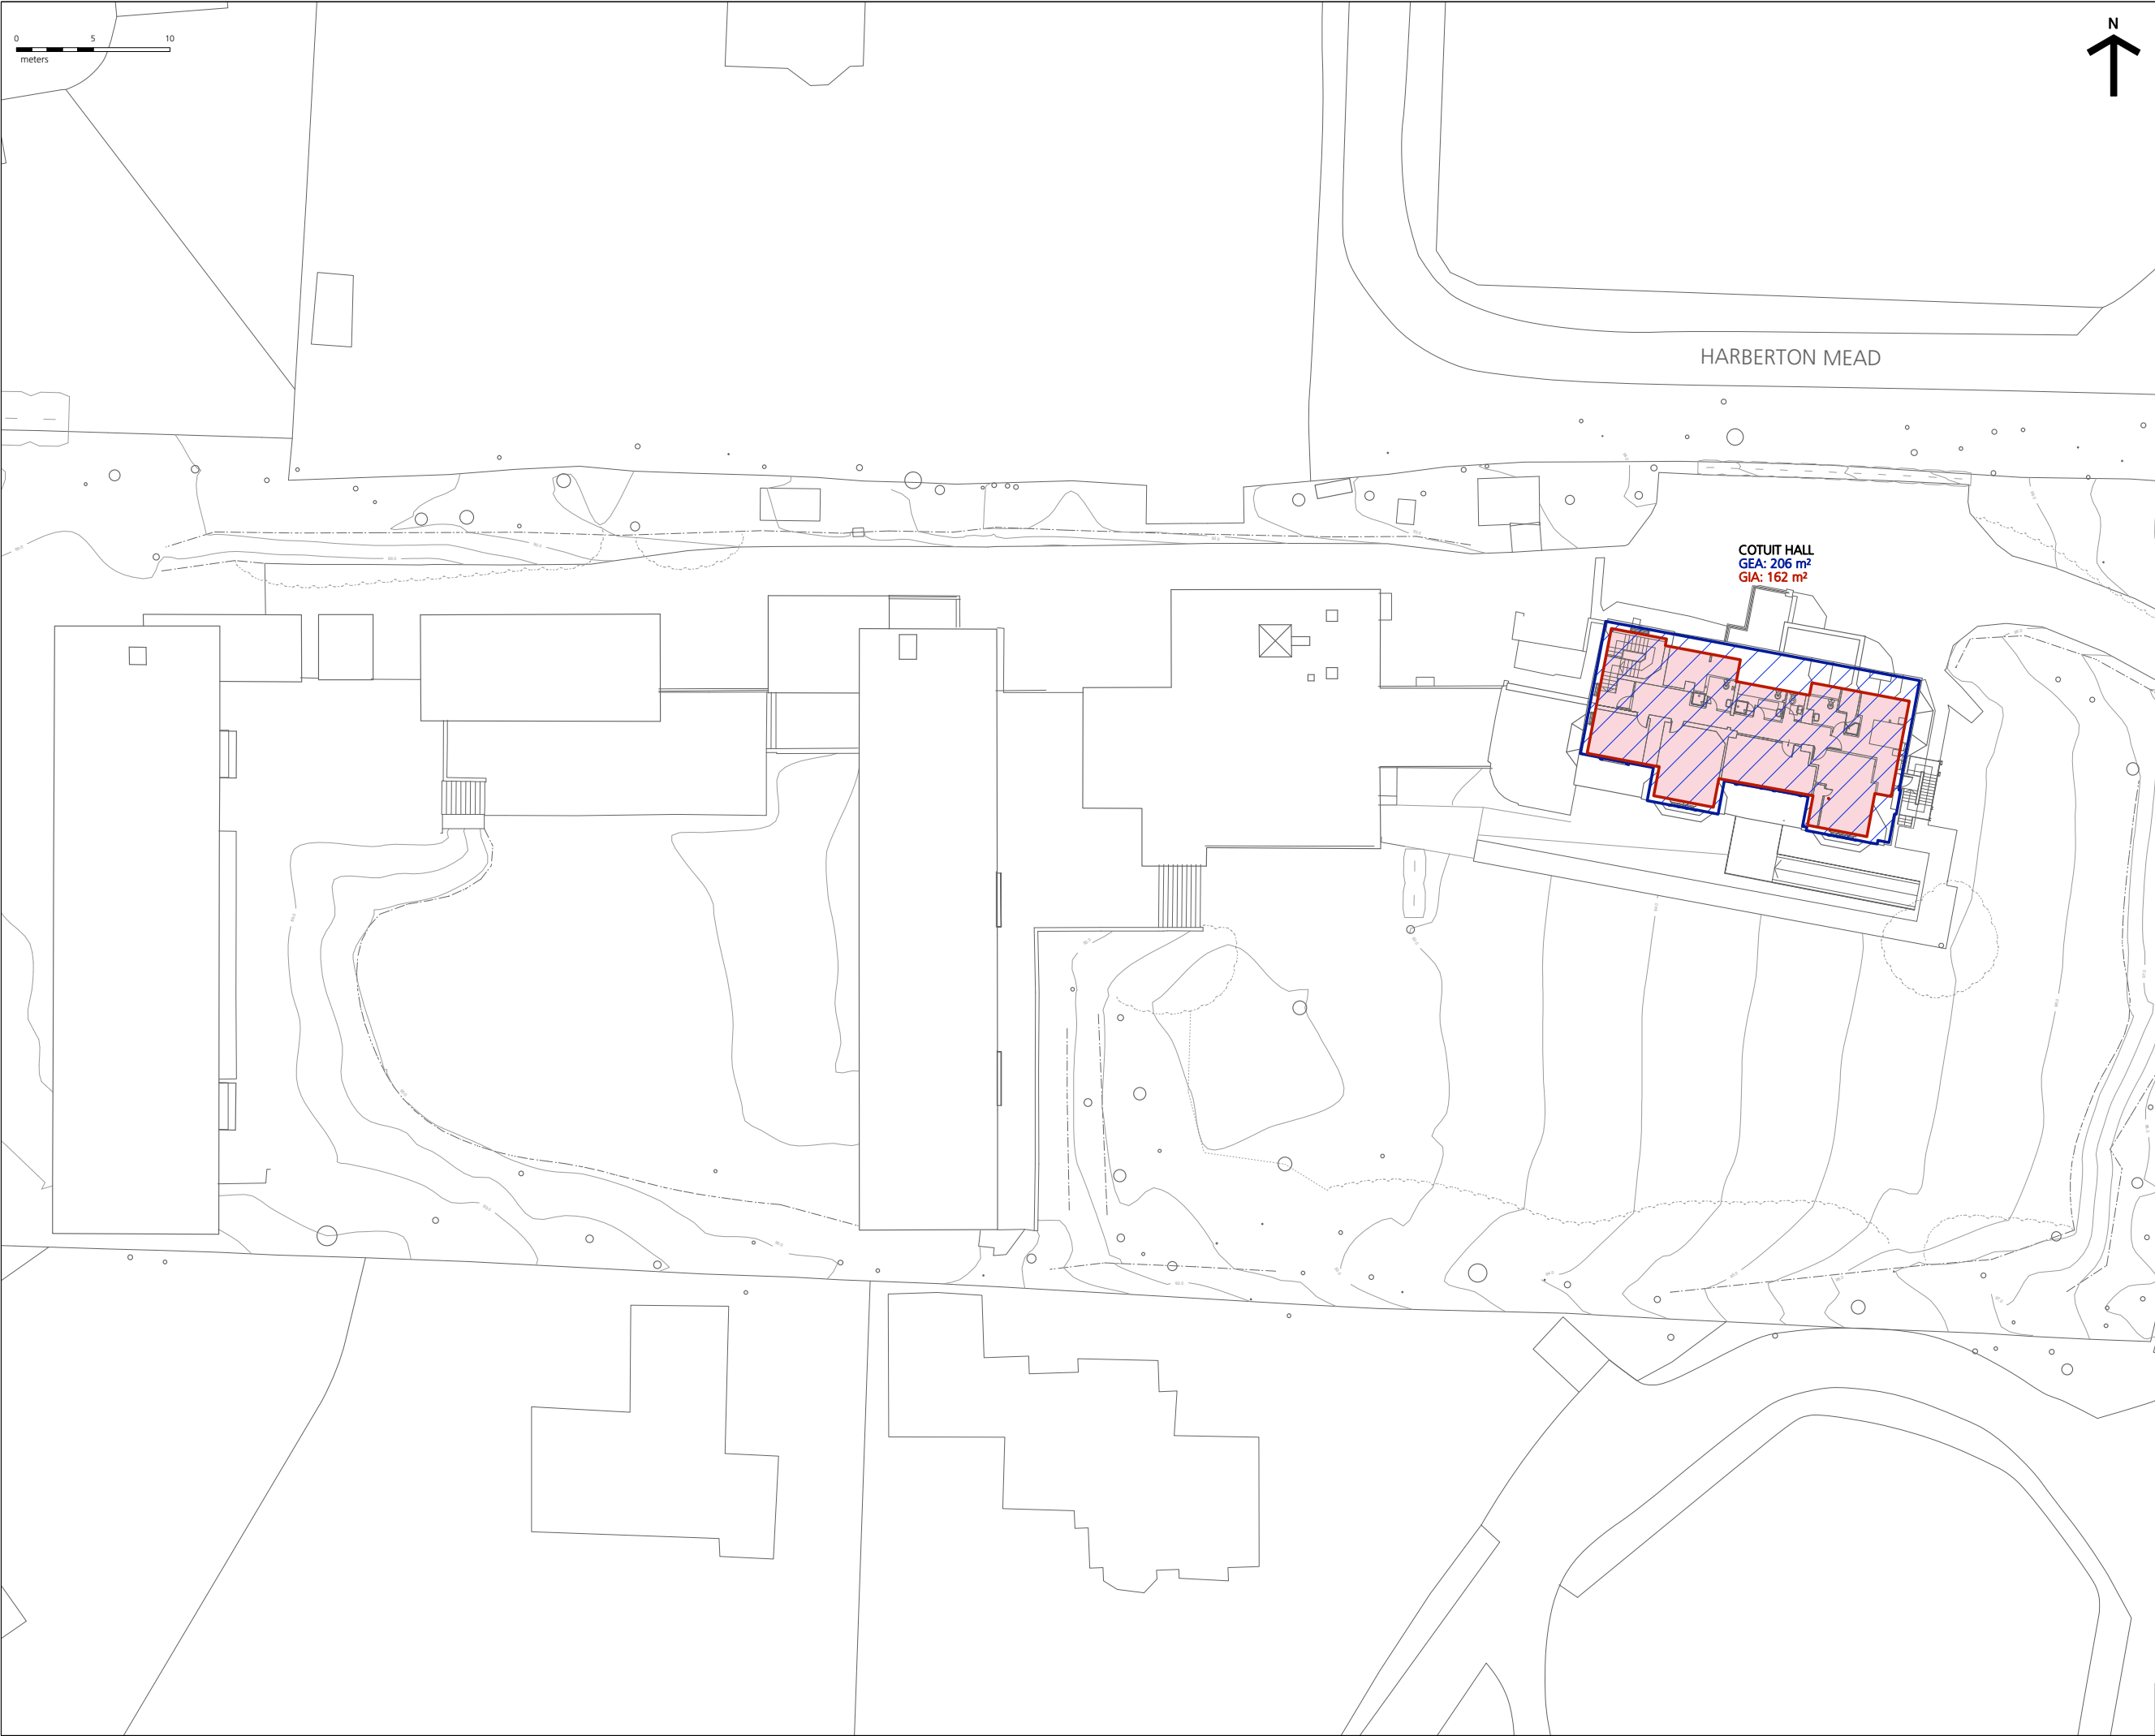 0 5 10
meters
N
HARBERTON MEAD
COTUIT HALL
GEA: 206 m²
GIA: 162 m²